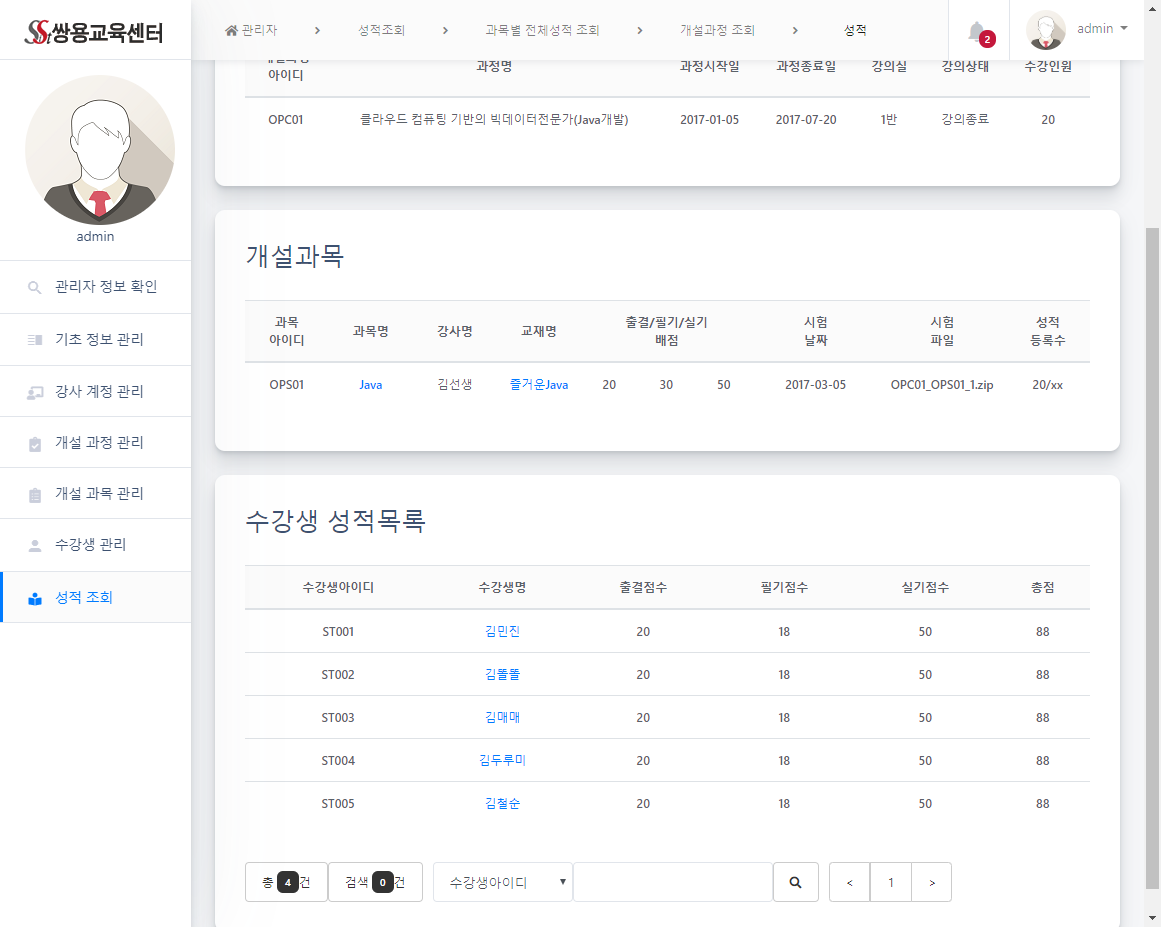 쌍용교육센터
관리자 > 성적조회 > 과목별 전체성적 조회 > 개설과정 조회 > 성적
2
admin
admin
관리자 정보 확인
기초 정보 관리
강사 계정 관리
개설 과정 관리
개설 과목 관리
수강생 관리
성적 조회
아이디 과정명 과정시작일 과정종료일 강의실 강의상태 수강인원
OPC01 클라우드 컴퓨팅 기반의 빅데이터전문가(Java개발) 2017-01-05 2017-07-20 1반 강의종료 20
개설과목
과목 아이디 과목명 강사명 교재명 출결/필기/실기 배점 시험 날짜 시험 파일 성적 등록수
OPS01 Java 김선생 즐거운Java 20 30 50 2017-03-05 OPC01_OPS01_1.zip 20/xx
수강생 성적목록
수강생아이디 수강생명 출결점수 필기점수 실기점수 총점
ST001 김민진 20 18 50 88
ST002 김똘똘 20 18 50 88
ST003 김매매 20 18 50 88
ST004 김두루미 20 18 50 88
ST005 김철순 20 18 50 88
총 4 건 검색 0 건 수강생아이디 < 1 >